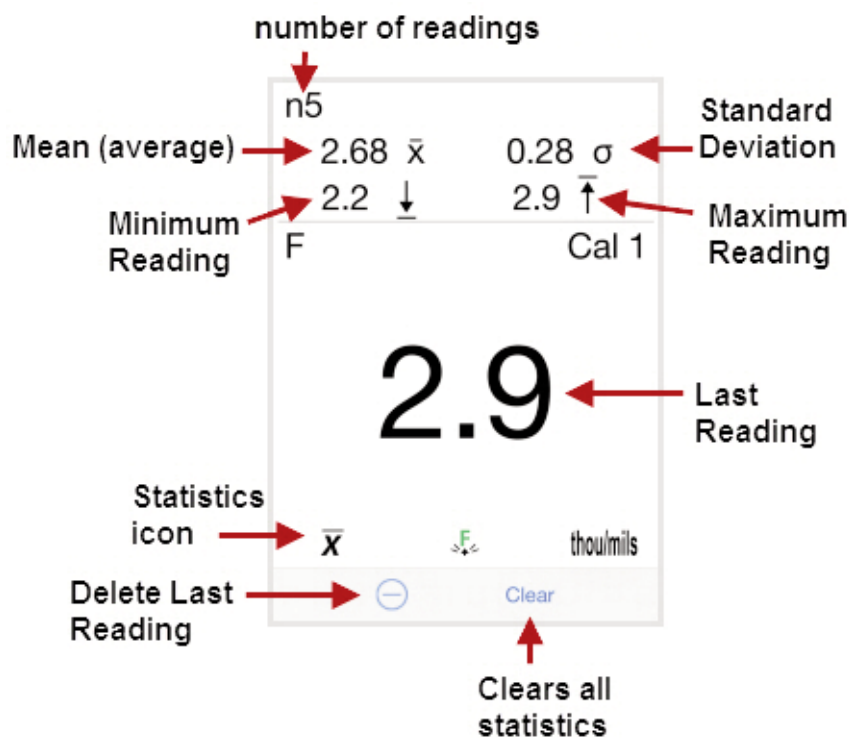 number of readings
n5
Mean (average)
2.68 x̄
0.28 σ
Standard
Deviation
Minimum
Reading
2.2
2.9
Maximum
Reading
F
Cal 1
2.9
Last
Reading
Statistics
icon
x̄
F
thou/mils
Delete Last
Reading
Clear
Clears all
statistics